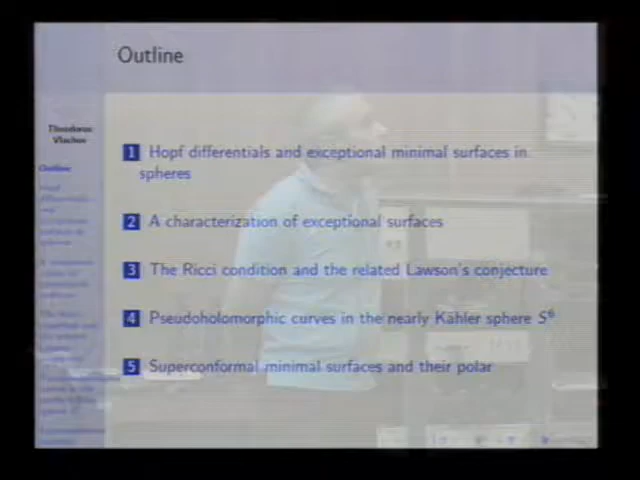 Outline
Theodoros
Vlachos
Outline
1 Hopf differentials and exceptional minimal surfaces in
spheres
2 A characterization of exceptional surfaces
3 The Ricci condition and the related Lawson's conjecture
4 Pseudoholomorphic curves in the nearly Kähler sphere S⁶
5 Superconformal minimal surfaces and their polar